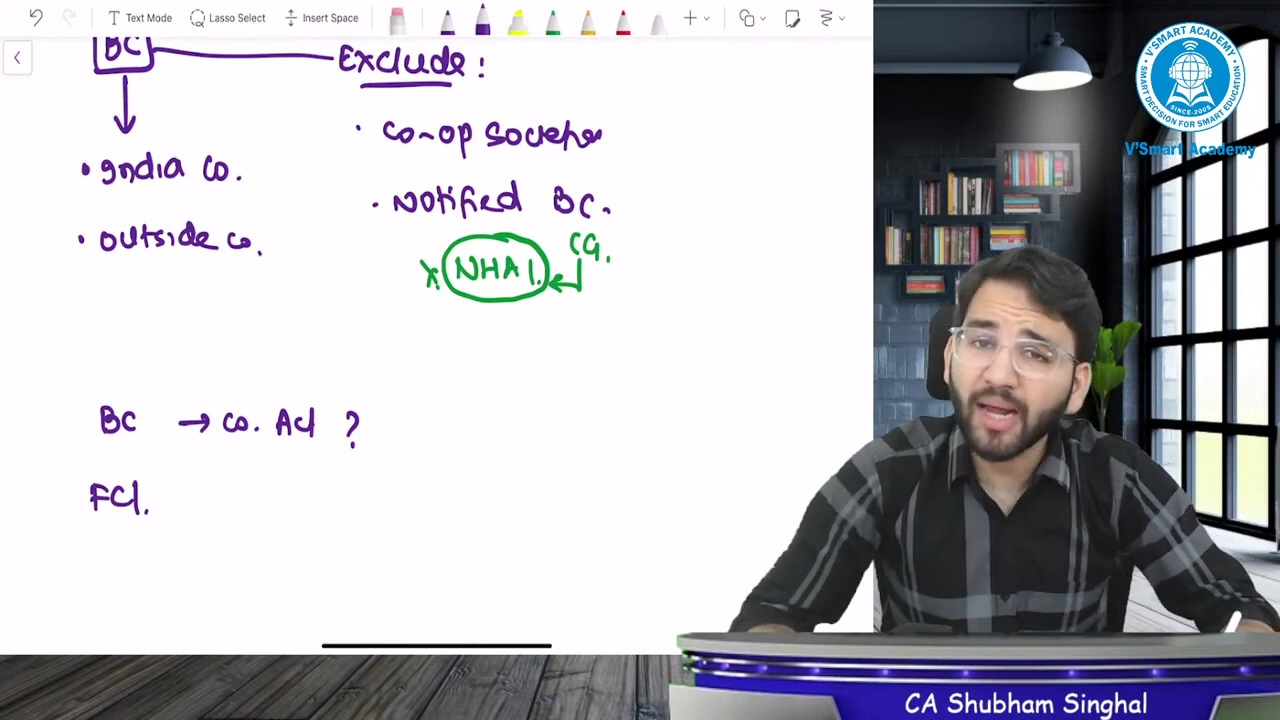 Text Mode
Lasso Select
Insert Space
BC
Exclude :
• Co-op Societies
• India Co.
• Notified BC.
• Outside Co.
CG.
X NHAI.
BC → Co. Act ?
FCI.
V'SMART ACADEMY
SINCE-2005
SMART DECISION FOR SMART EDUCATION
V'Smart Academy
CA Shubham Singhal